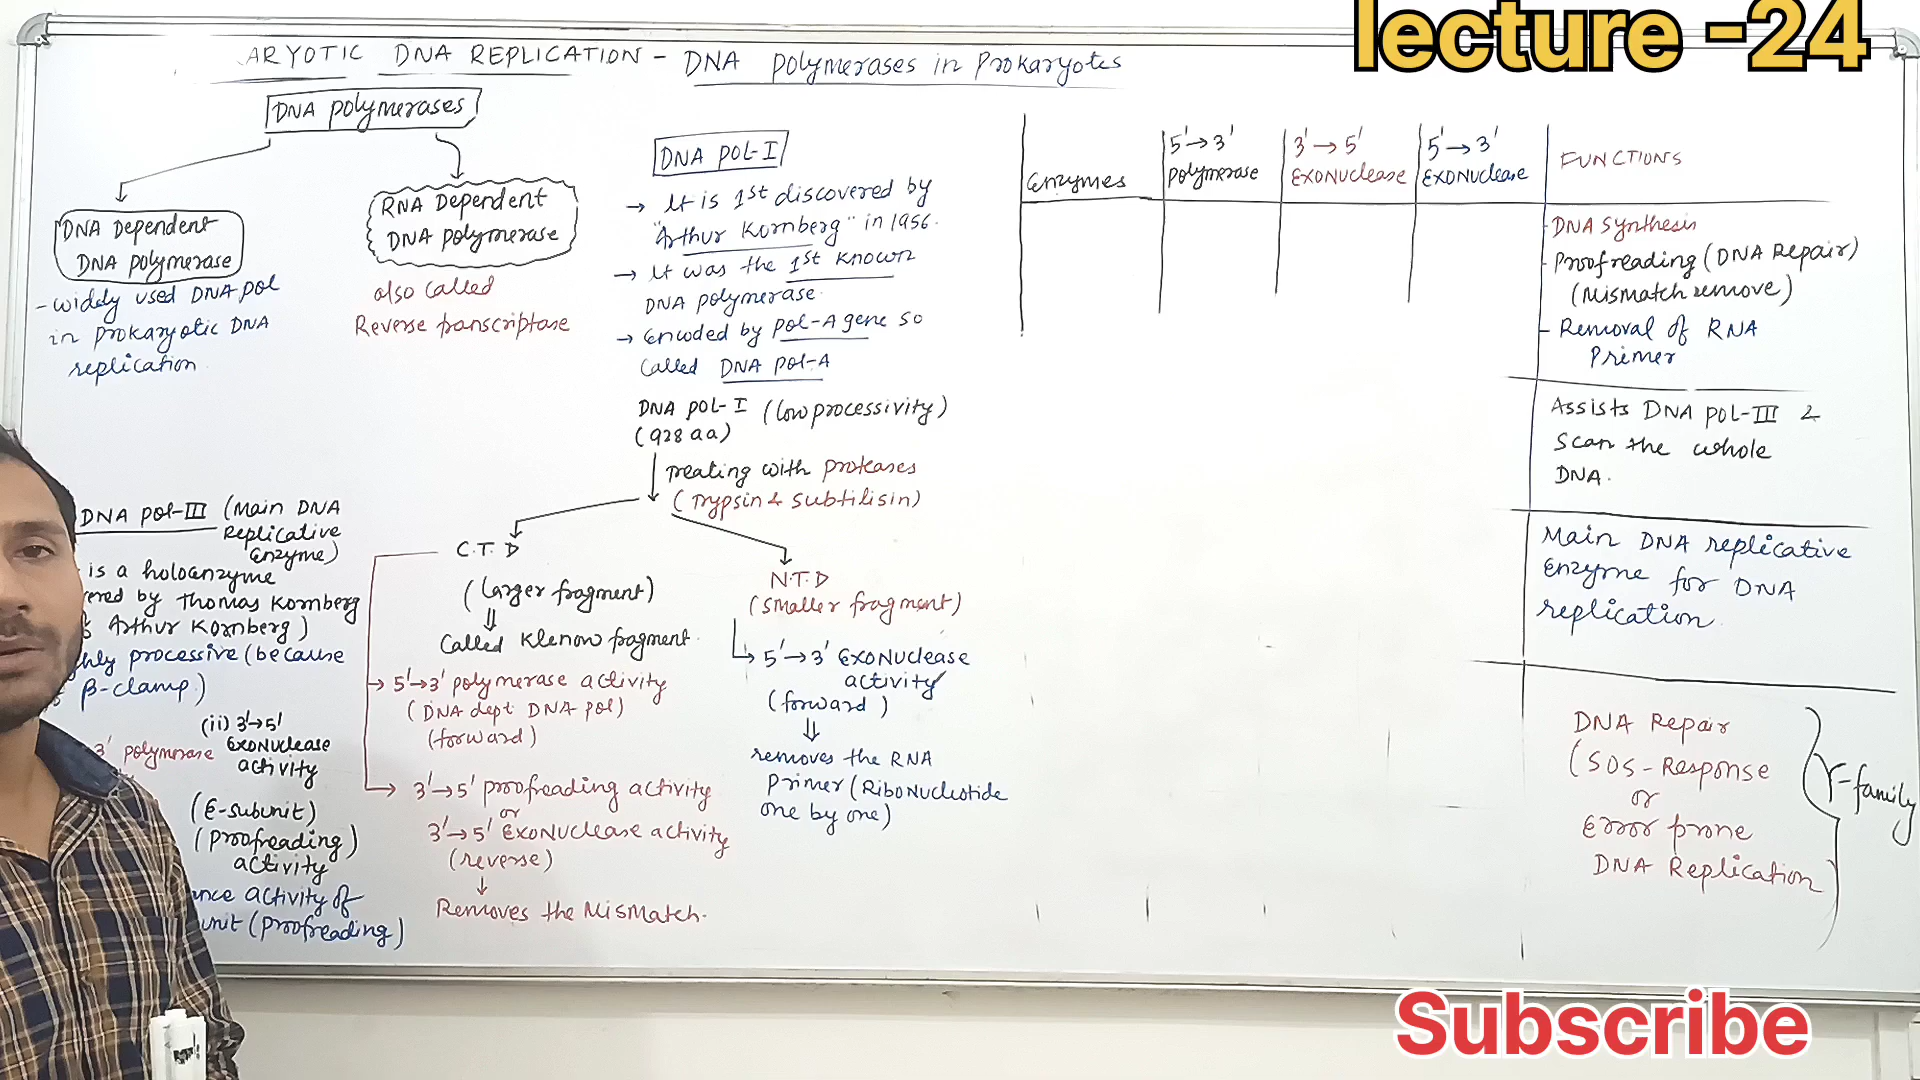 lecture -24
ARYOTIC DNA REPLICATION - DNA polymerases in Prokaryotes
DNA polymerases
DNA Dependent
DNA polymerase
- widely used DNA pol
in prokaryotic DNA
replication
RNA Dependent
DNA polymerase
also called
Reverse transcriptase
DNA pol-I
→ It is 1st discovered by
"Arthur Kornberg" in 1956.
→ It was the 1st known
DNA polymerase.
→ Encoded by pol-A gene so
called DNA pol-A
DNA pol-I (low processivity)
(928 aa)
Treating with proteases
(Trypsin & subtilisin)
C.T.D
(larger fragment)
⇓
Called Klenow fragment
→ 5'→3' polymerase activity
(DNA dept DNA pol)
(forward)
→ 3'→5' proofreading activity
or
3'→5' Exonuclease activity
(reverse)
↓
Removes the Mismatch.
N.T.D
(smaller fragment)
→ 5'→3' Exonuclease
activity
(forward)
⇓
removes the RNA
Primer (Ribonucleotide
one by one)
DNA pol-III (Main DNA
Replicative
Enzyme)
is a holoenzyme
ered by Thomas Kornberg
Arthur Kornberg)
hly processive (because
β-clamp)
3' polymerase
(ii) 3'→5'
Exonuclease
activity
(ε-subunit)
(Proofreading)
activity
nce activity of
unit (proofreading)
Enzymes
5'→3'
polymerase
3'→5'
Exonuclease
5'→3'
Exonuclease
FUNCTIONS
- DNA Synthesis
- Proofreading (DNA Repair)
(Mismatch remove)
- Removal of RNA
Primer
Assists DNA pol-III &
scan the whole
DNA.
Main DNA replicative
Enzyme for DNA
replication.
DNA Repair
(SOS-Response
or
Error prone
DNA Replication
Y-family
Subscribe